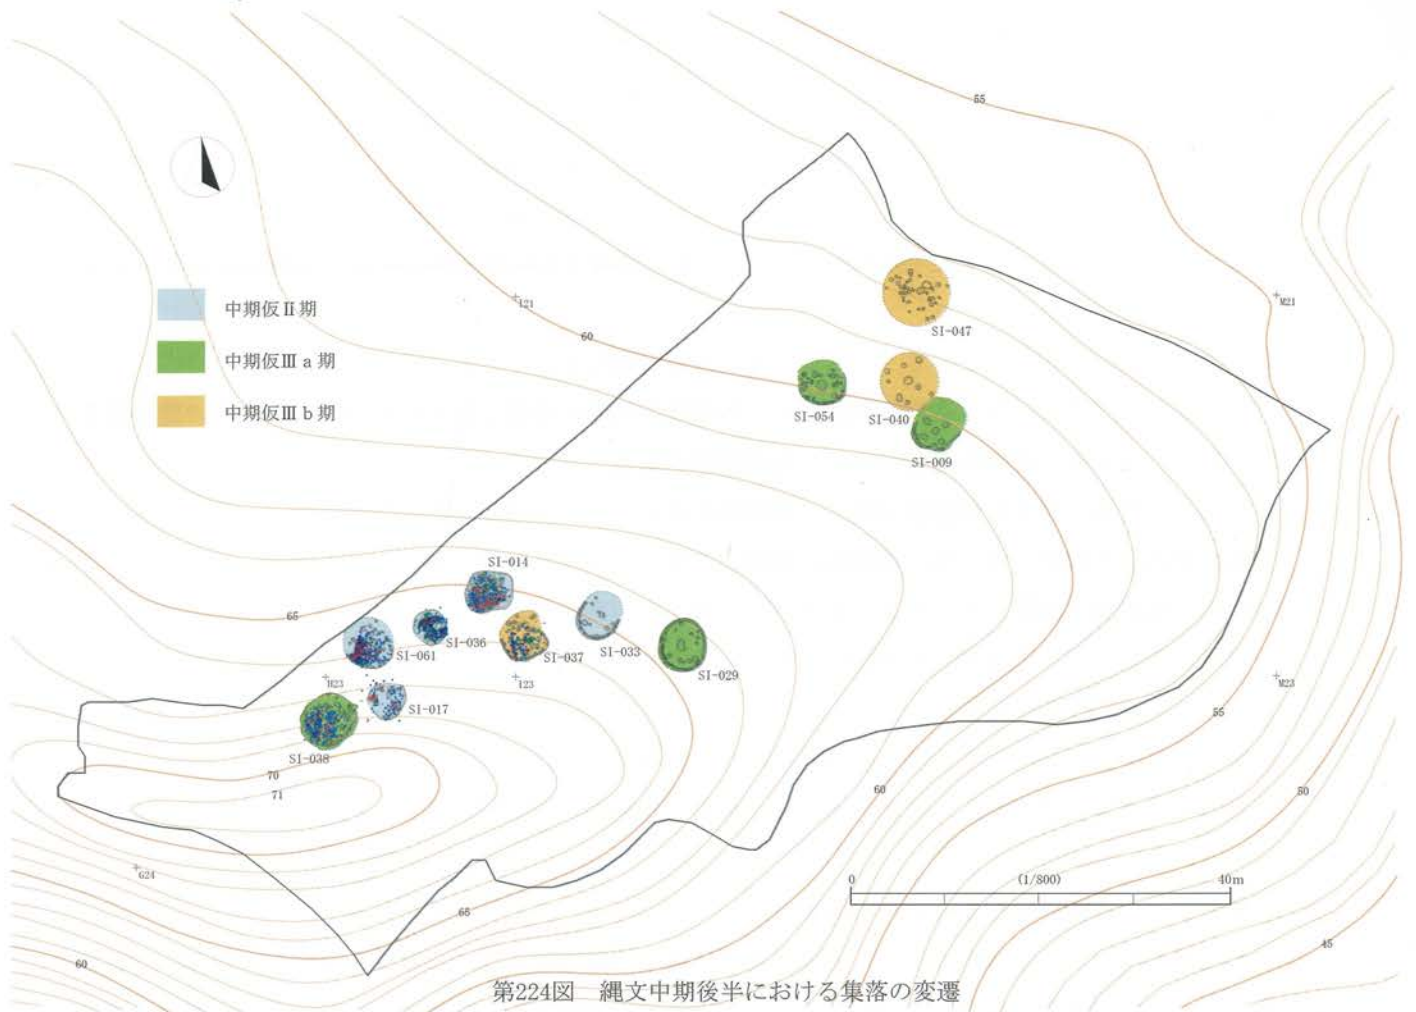 55
I21
M21
60
中期仮Ⅱ期
中期仮Ⅲa期
中期仮Ⅲb期
SI-047
SI-054
SI-040
SI-009
SI-014
65
SI-036
SI-061
SI-037
SI-033
SI-029
H23
I23
M23
SI-017
SI-038
55
70
71
60
50
G24
0 (1/800) 40m
65
45
60
第224図 縄文中期後半における集落の変遷